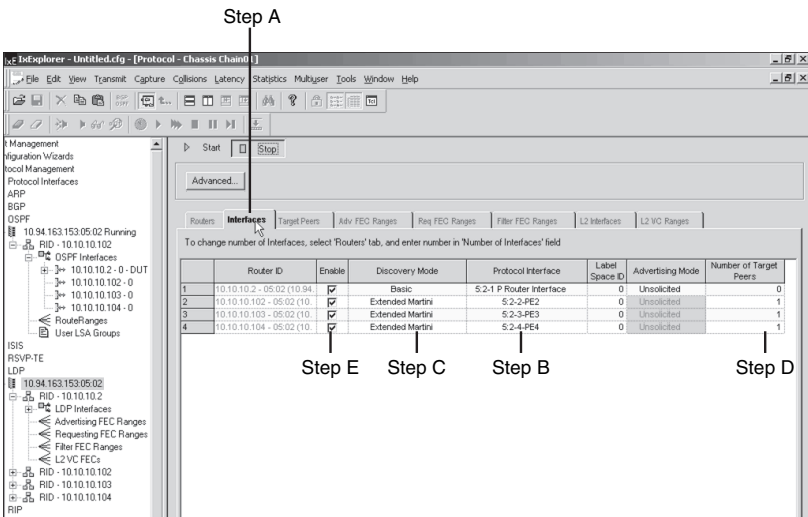 Step A
IxExplorer - Untitled.cfg - [Protocol - Chassis Chain01]
File Edit View Transmit Capture Collisions Latency Statistics Multiuser Tools Window Help
t Management
nfiguration Wizards
tocol Management
Protocol Interfaces
ARP
BGP
OSPF
10.94.163.153:05:02 Running
RID - 10.10.10.102
OSPF Interfaces
10.10.10.2 - 0 - DUT
10.10.10.102 - 0
10.10.10.103 - 0
10.10.10.104 - 0
RouteRanges
User LSA Groups
ISIS
RSVP-TE
LDP
10.94.163.153:05:02
RID - 10.10.10.2
LDP Interfaces
Advertising FEC Ranges
Requesting FEC Ranges
Filter FEC Ranges
L2 VC FECs
RID - 10.10.10.102
RID - 10.10.10.103
RID - 10.10.10.104
RIP
Start Stop
Advanced...
Routers Interfaces Target Peers Adv FEC Ranges Req FEC Ranges Filter FEC Ranges L2 Interfaces L2 VC Ranges
To change number of Interfaces, select 'Routers' tab, and enter number in 'Number of Interfaces' field
Router ID Enable Discovery Mode Protocol Interface Label Space ID Advertising Mode Number of Target Peers
1 10.10.10.2 - 05:02 (10.94. Basic 5:2-1 P Router Interface 0 Unsolicited 0
2 10.10.10.102 - 05:02 (10. Extended Martini 5:2-2-PE2 0 Unsolicited 1
3 10.10.10.103 - 05:02 (10. Extended Martini 5:2-3-PE3 0 Unsolicited 1
4 10.10.10.104 - 05:02 (10. Extended Martini 5:2-4-PE4 0 Unsolicited 1
Step E Step C Step B Step D